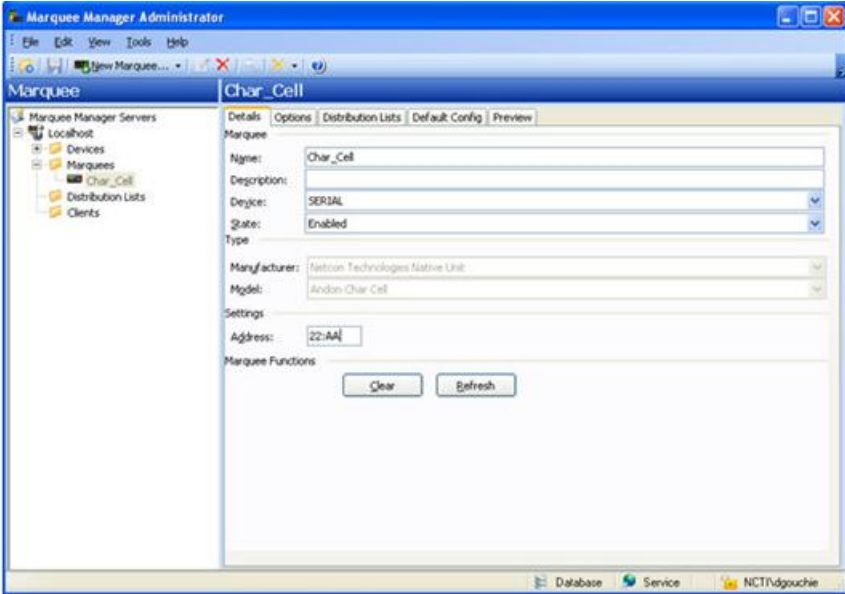 Marquee Manager Administrator
File Edit View Tools Help
New Marquee...
Marquee
Char_Cell
Marquee Manager Servers
Localhost
Devices
Marquees
Char_Cell
Distribution Lists
Clients
Details Options Distribution Lists Default Config Preview
Marquee
Name: Char_Cell
Description:
Device: SERIAL
State: Enabled
Type
Manufacturer: Netcon Technologies Native Unit
Model: Andon Char Cell
Settings
Address: 22:AA
Marquee Functions
Clear Refresh
Database Service NCTI\dgouchie